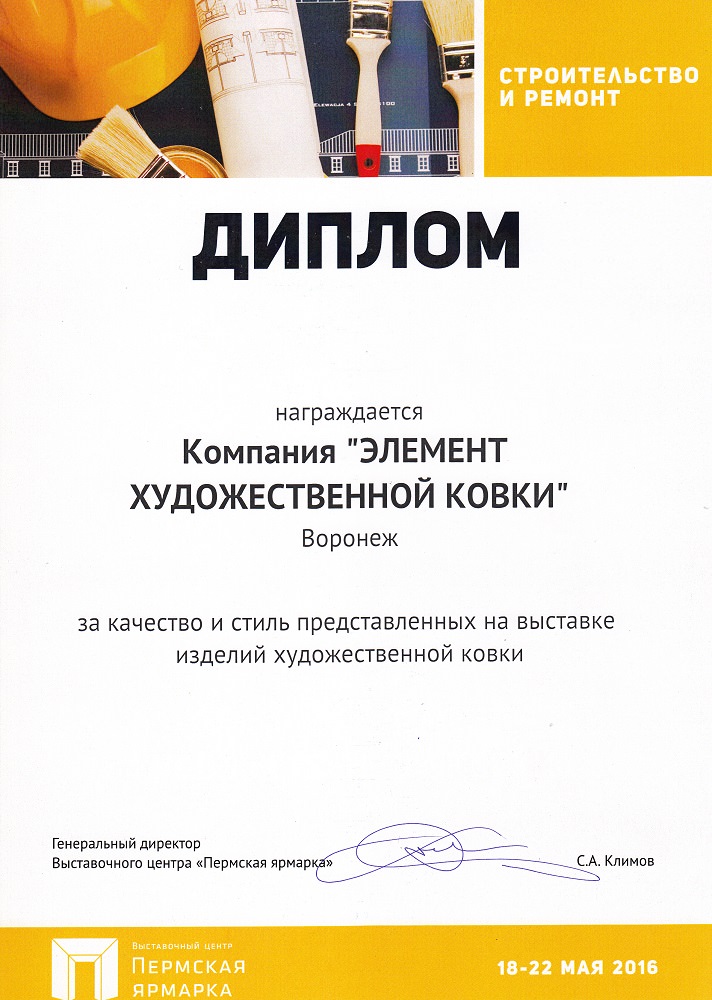 Elewacja 4
100
СТРОИТЕЛЬСТВО
И РЕМОНТ
ДИПЛОМ
награждается
Компания "ЭЛЕМЕНТ
ХУДОЖЕСТВЕННОЙ КОВКИ"
Воронеж
за качество и стиль представленных на выставке
изделий художественной ковки
Генеральный директор
Выставочного центра «Пермская ярмарка»
С.А. Климов
Выставочный центр
Пермская
ярмарка
18-22 МАЯ 2016